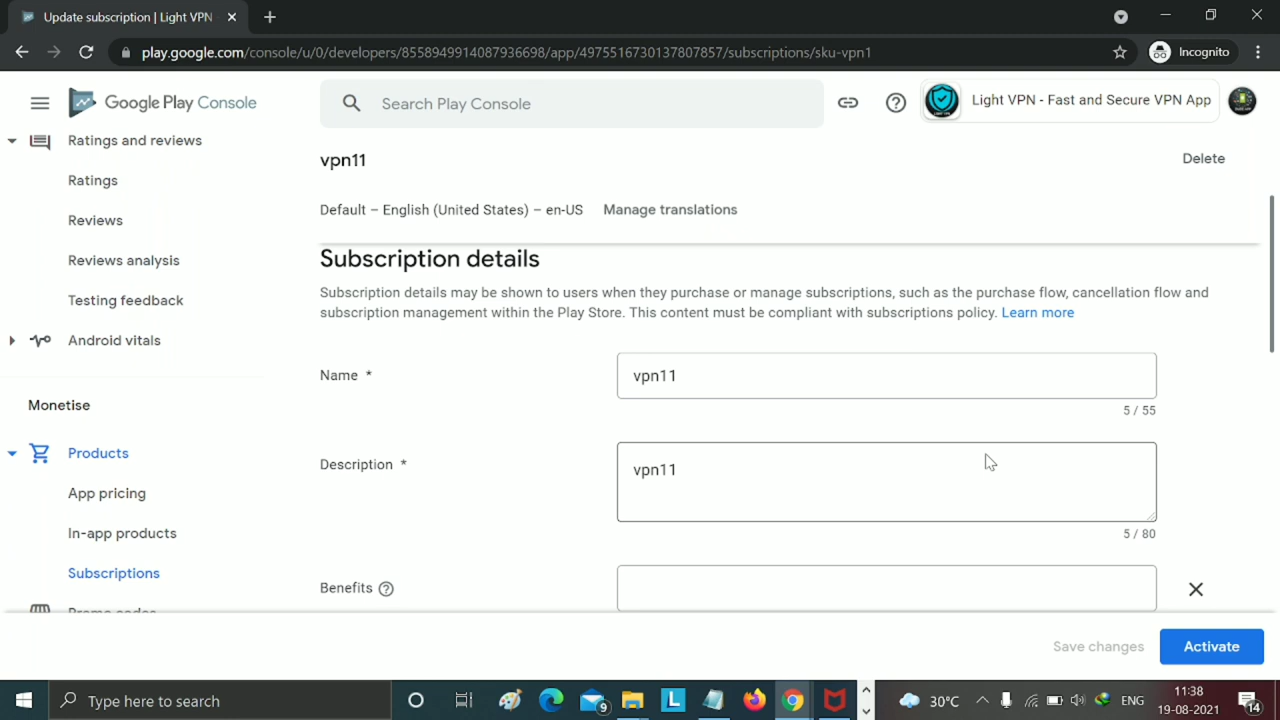 Update subscription | Light VPN
play.google.com/console/u/0/developers/8558949914087936698/app/4975516730137807857/subscriptions/sku-vpn1
Incognito
Google Play Console
Search Play Console
Light VPN - Fast and Secure VPN App
Ratings and reviews
Ratings
Reviews
Reviews analysis
Testing feedback
Android vitals
Monetise
Products
App pricing
In-app products
Subscriptions
Promo codes
vpn11
Delete
Default – English (United States) – en-US Manage translations
Subscription details
Subscription details may be shown to users when they purchase or manage subscriptions, such as the purchase flow, cancellation flow and
subscription management within the Play Store. This content must be compliant with subscriptions policy. Learn more
Name *
vpn11
5 / 55
Description *
vpn11
5 / 80
Benefits
Save changes
Activate
Type here to search
9
L
30°C
ENG
11:38
19-08-2021
14